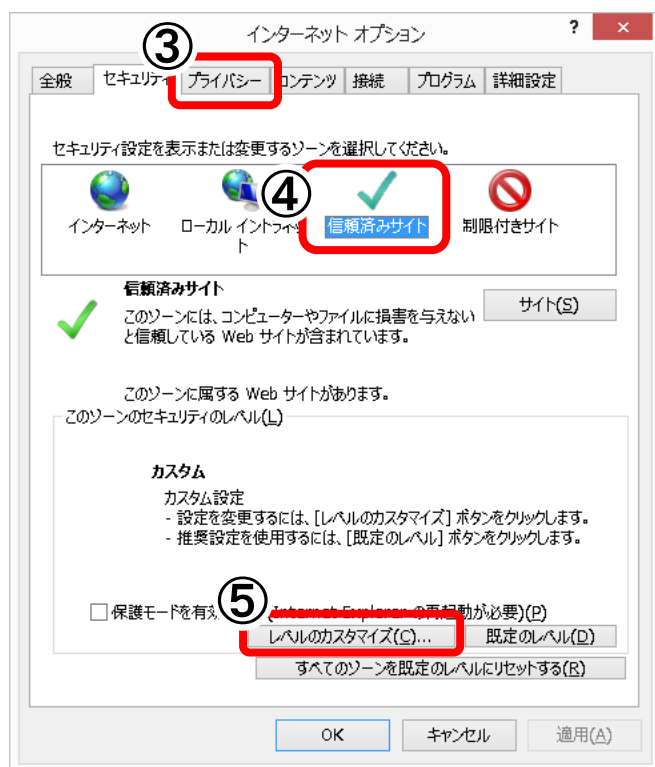 インターネット オプション
?
×
③
全般
セキュリティ
プライバシー
コンテンツ
接続
プログラム
詳細設定
セキュリティ設定を表示または変更するゾーンを選択してください。
④
インターネット
ローカル イントラネッ
ト
信頼済みサイト
制限付きサイト
信頼済みサイト
このゾーンには、コンピューターやファイルに損害を与えない
と信頼している Web サイトが含まれています。
サイト(S)
このゾーンに属する Web サイトがあります。
このゾーンのセキュリティのレベル(L)
カスタム
カスタム設定
- 設定を変更するには、[レベルのカスタマイズ] ボタンをクリックします。
- 推奨設定を使用するには、[既定のレベル] ボタンをクリックします。
⑤
保護モードを有効 (Internet Explorer の再起動が必要)(P)
レベルのカスタマイズ(C)...
既定のレベル(D)
すべてのゾーンを既定のレベルにリセットする(R)
OK
キャンセル
適用(A)